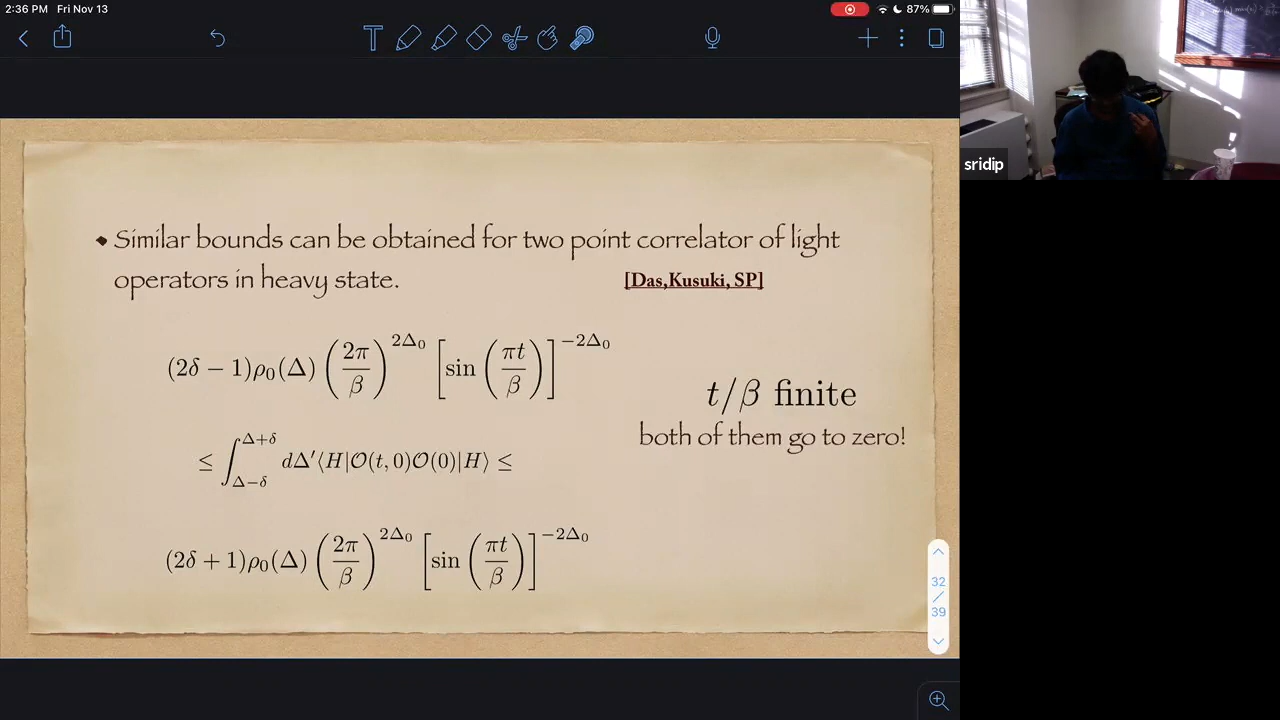 2:36 PM Fri Nov 13
87%
sridip
Similar bounds can be obtained for two point correlator of light
operators in heavy state.
[Das,Kusuki, SP]
(2δ − 1)ρ₀(Δ) (2π/β)^{2Δ₀} [sin (πt/β)]^{−2Δ₀}
t/β finite
both of them go to zero!
≤ ∫_{Δ−δ}^{Δ+δ} dΔ′⟨H|𝒪(t, 0)𝒪(0)|H⟩ ≤
(2δ + 1)ρ₀(Δ) (2π/β)^{2Δ₀} [sin (πt/β)]^{−2Δ₀}
32
/
39